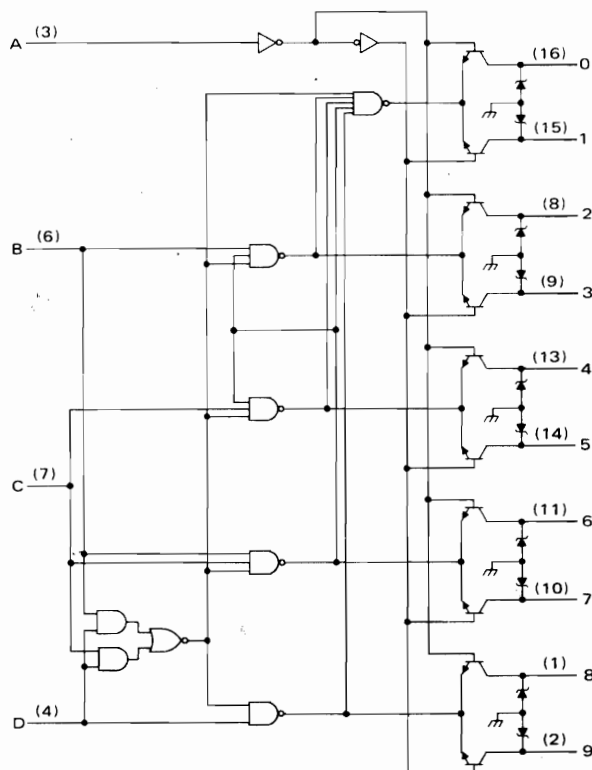 A (3)
(16) 0
(15) 1
(8) 2
B (6)
(9) 3
(13) 4
(14) 5
C (7)
(11) 6
(10) 7
(1) 8
D (4)
(2) 9